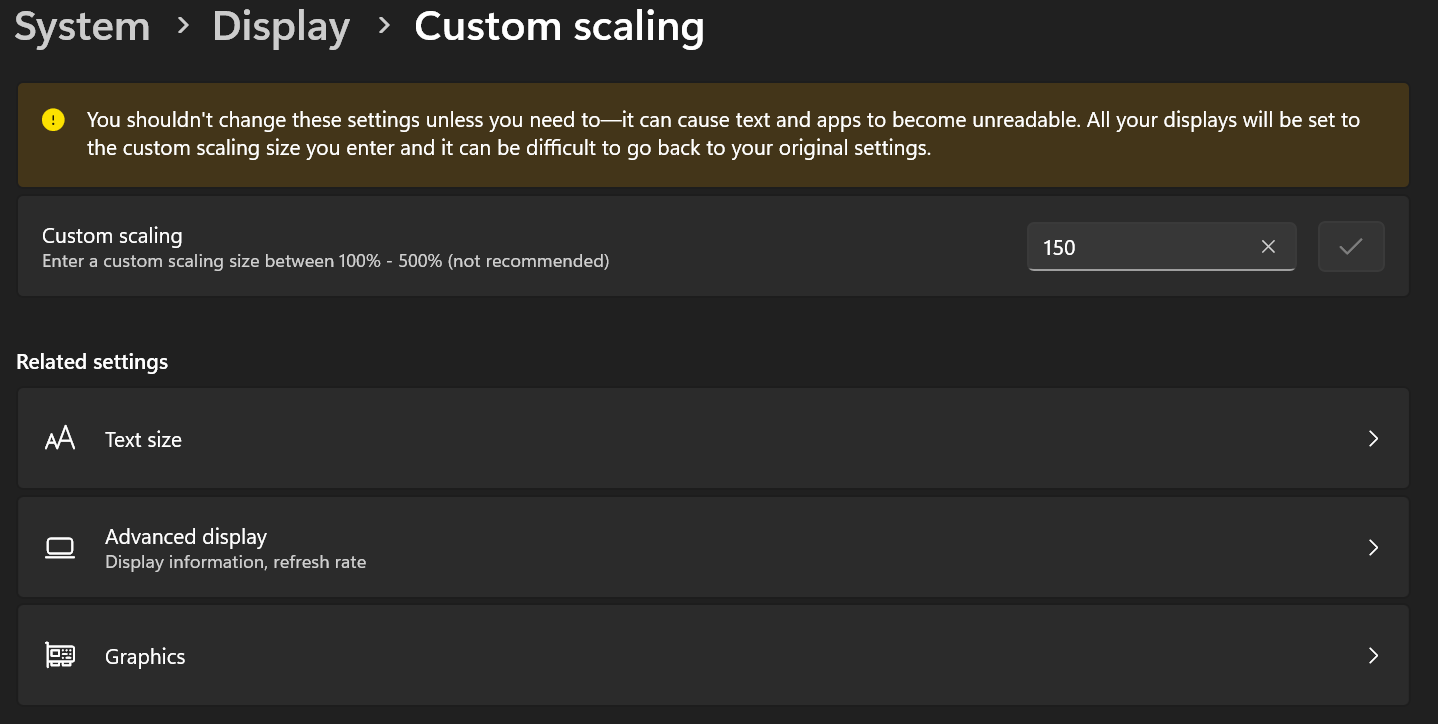 System > Display > Custom scaling
You shouldn't change these settings unless you need to—it can cause text and apps to become unreadable. All your displays will be set to
the custom scaling size you enter and it can be difficult to go back to your original settings.
Custom scaling
Enter a custom scaling size between 100% - 500% (not recommended)
150
Related settings
Text size
Advanced display
Display information, refresh rate
Graphics